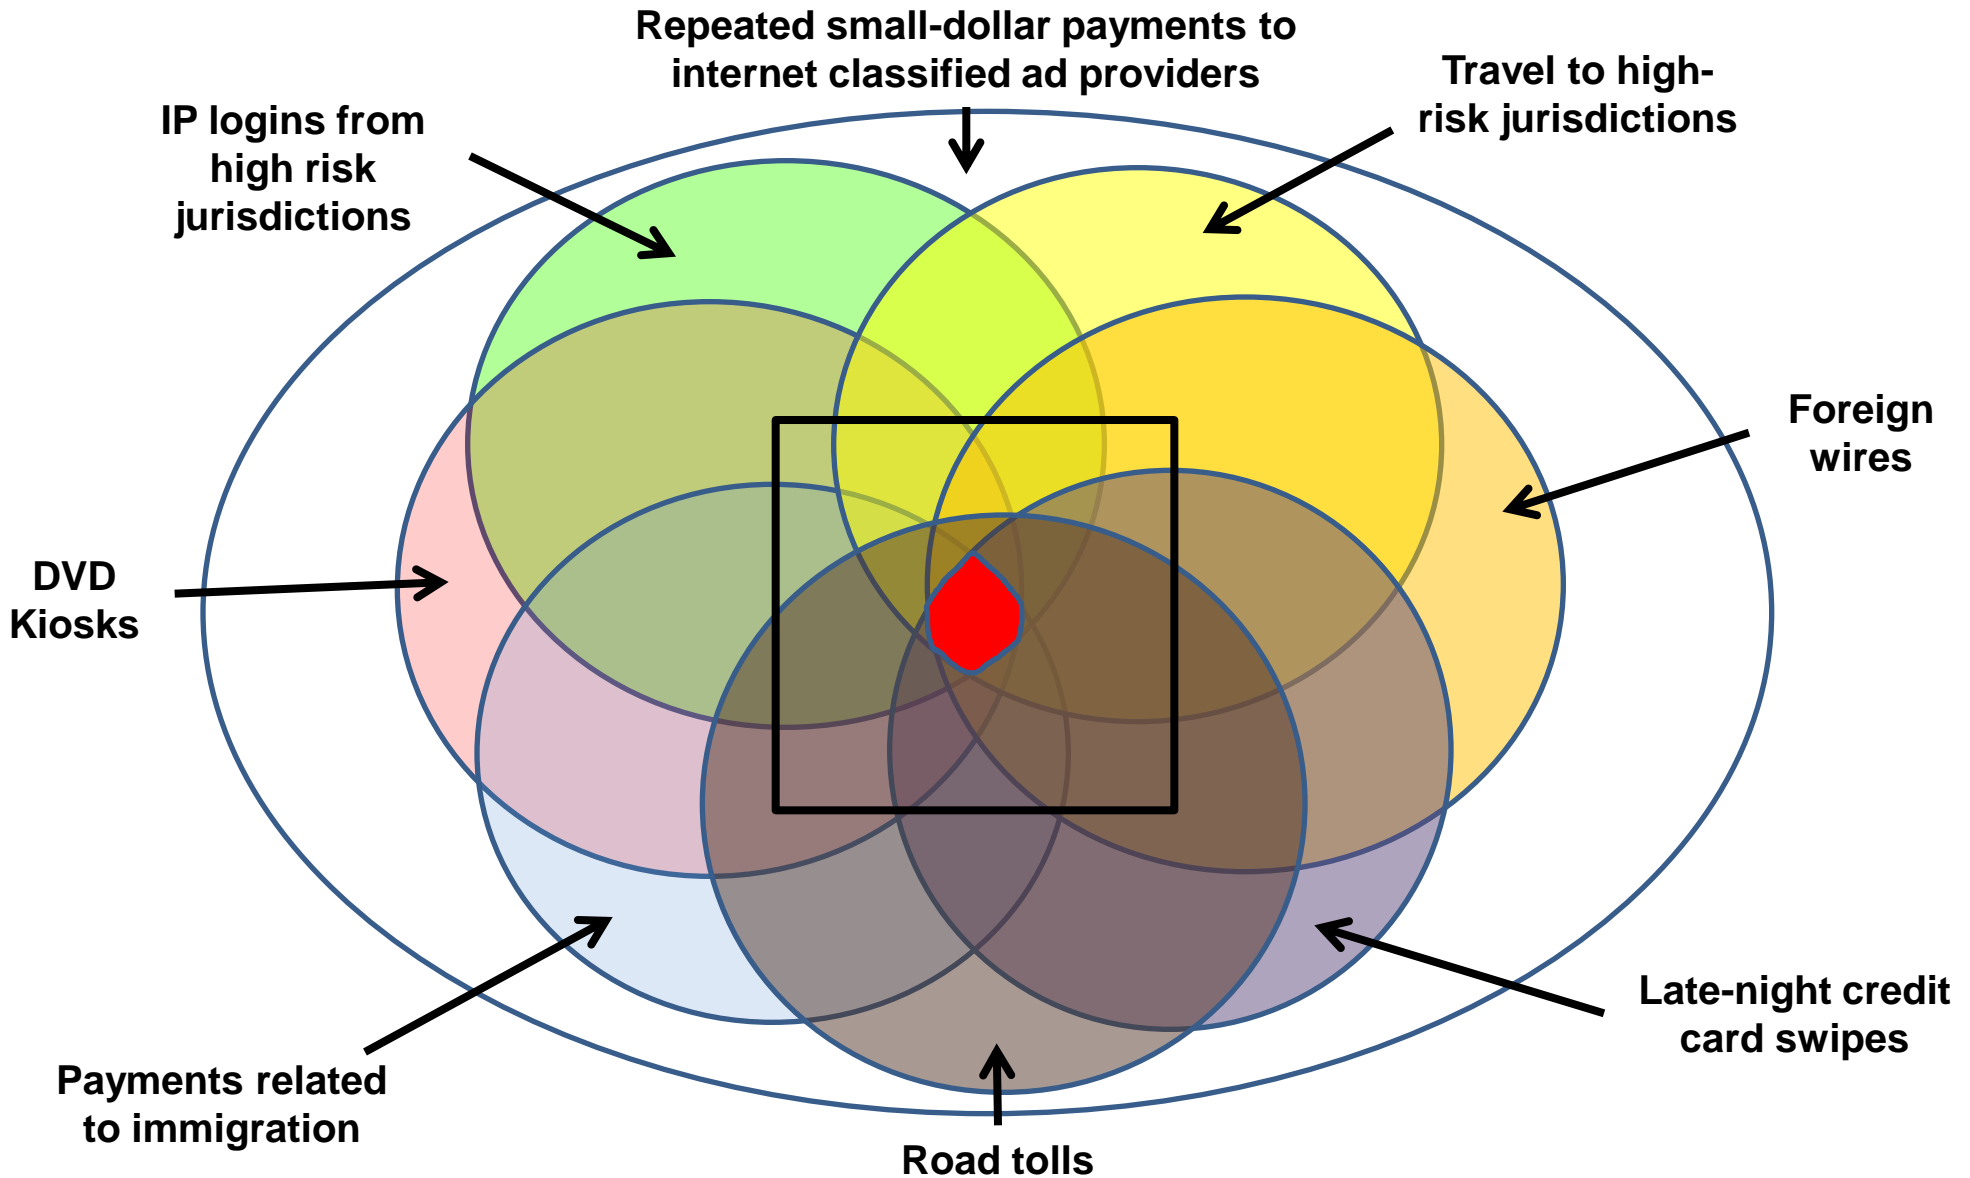 Repeated small-dollar payments to
internet classified ad providers
Travel to high-
risk jurisdictions
IP logins from
high risk
jurisdictions
Foreign
wires
DVD
Kiosks
Late-night credit
card swipes
Payments related
to immigration
Road tolls